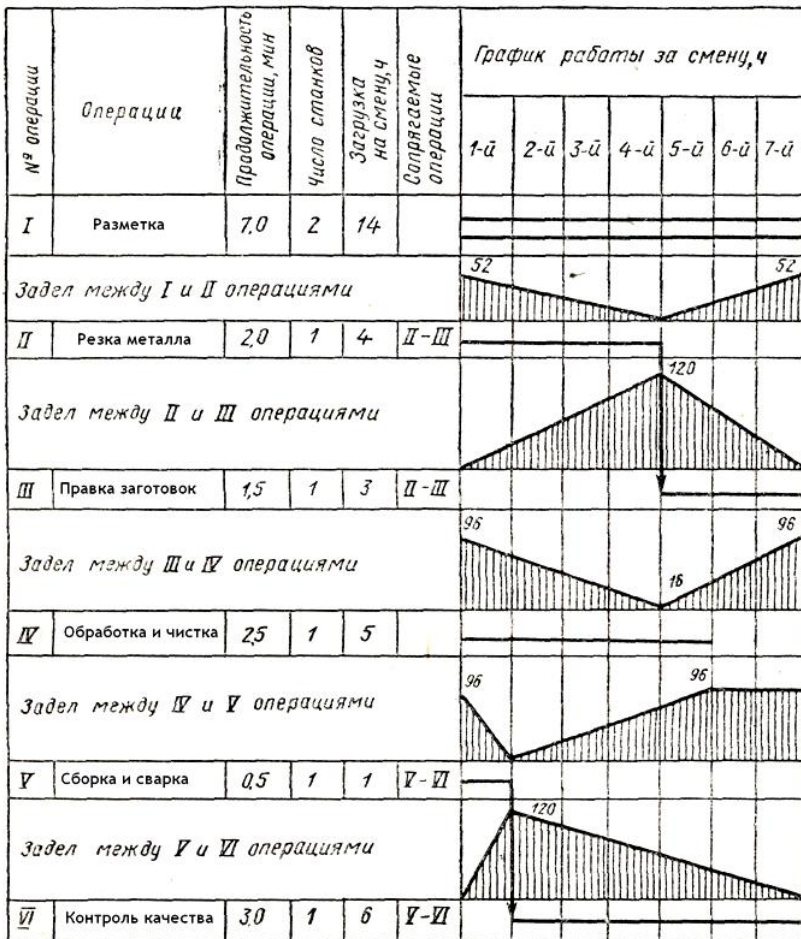 № операции
Операции
Продолжительность операции, мин
Число станков
Загрузка на смену, ч
Сопрягаемые операции
График работы за смену, ч
1-й 2-й 3-й 4-й 5-й 6-й 7-й
I Разметка 7,0 2 14
Задел между I и II операциями 52 52
II Резка металла 2,0 1 4 II-III
Задел между II и III операциями 120
III Правка заготовок 1,5 1 3 II-III
Задел между III и IV операциями 96 16 96
IV Обработка и чистка 2,5 1 5
Задел между IV и V операциями 96 96
V Сборка и сварка 0,5 1 1 V-VI
Задел между V и VI операциями 120
VI Контроль качества 3,0 1 6 V-VI